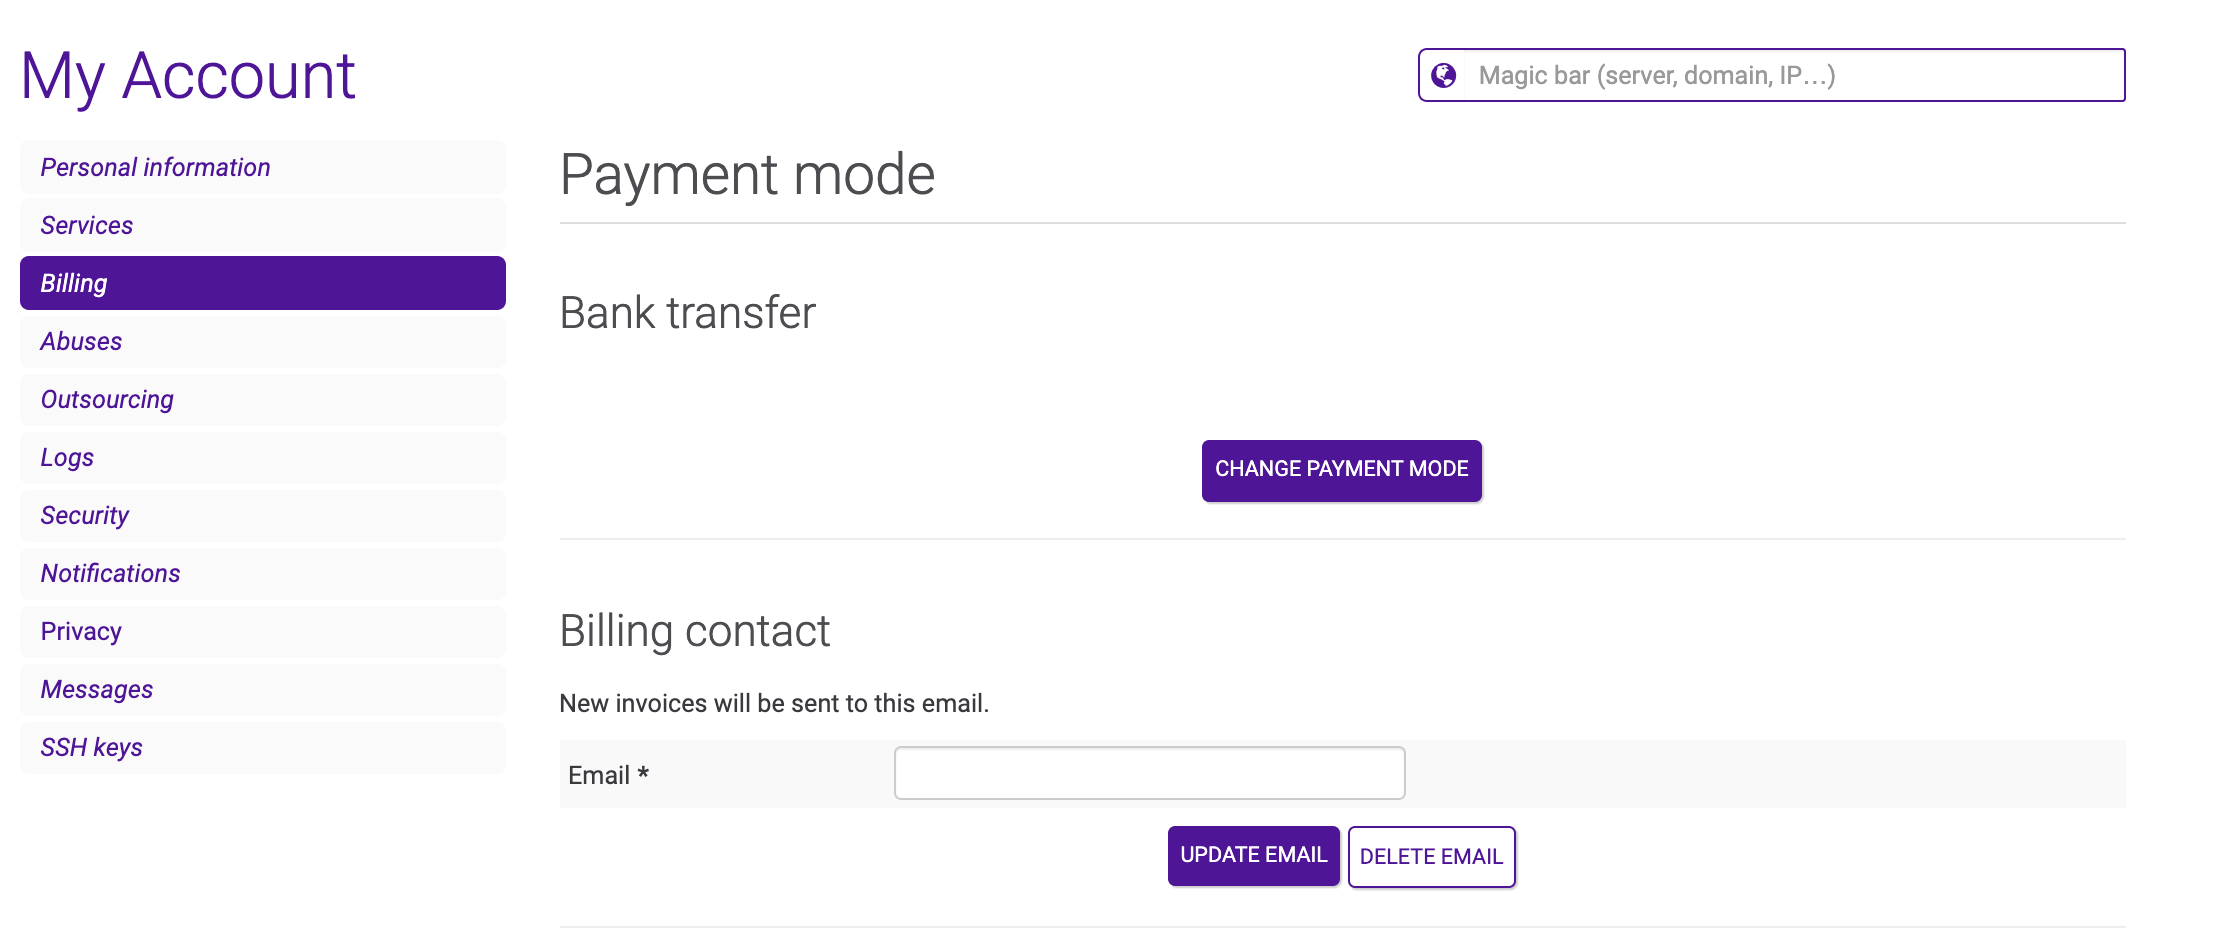 My Account
Magic bar (server, domain, IP...)
Personal information
Services
Billing
Abuses
Outsourcing
Logs
Security
Notifications
Privacy
Messages
SSH keys
Payment mode
Bank transfer
CHANGE PAYMENT MODE
Billing contact
New invoices will be sent to this email.
Email *
UPDATE EMAIL
DELETE EMAIL